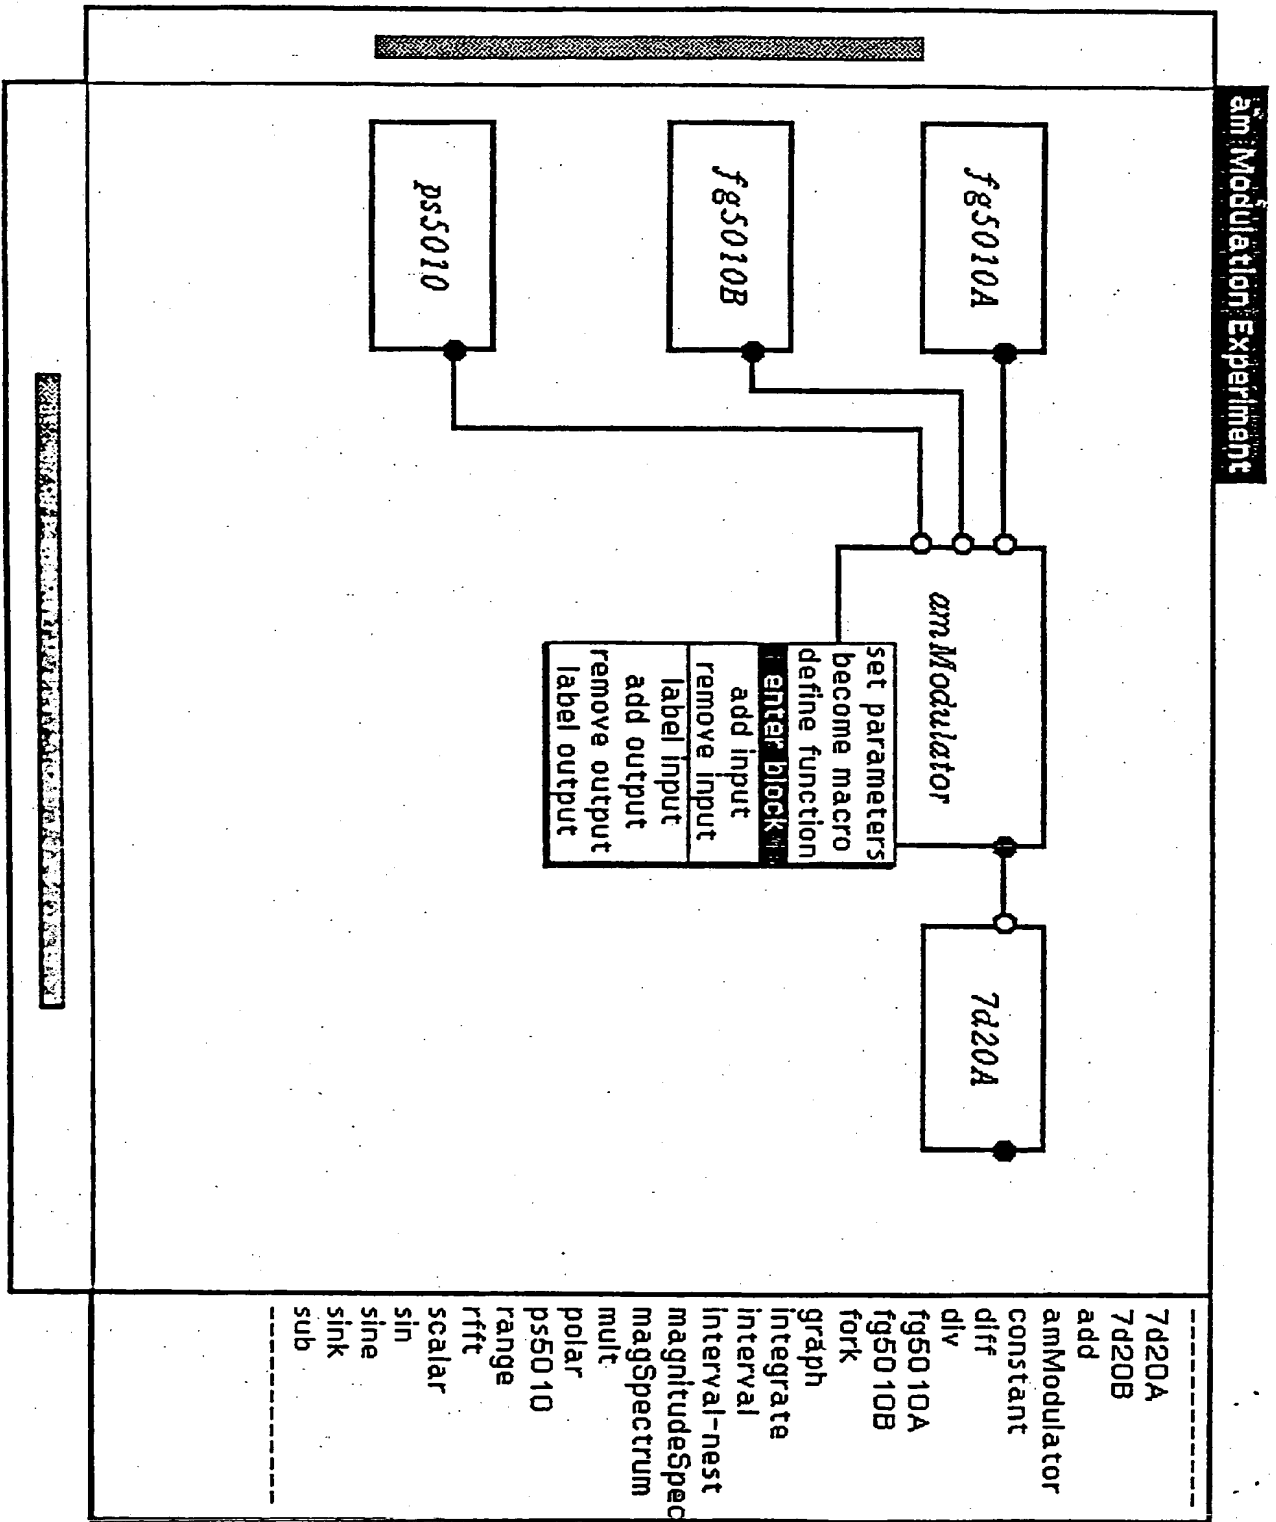 am Modulation Experiment
fg5010A
fg5010B
ps5010
amModulator
set parameters
become macro
define function
enter block
add input
remove input
label input
add output
remove output
label output
7d20A
------------
7d20A
7d20B
add
amModulator
constant
diff
div
fg5010A
fg5010B
fork
graph
integrate
interval
interval-nest
magnitudeSpec
magSpectrum
mult
polar
ps5010
range
rfft
scalar
sin
sine
sink
sub
------------